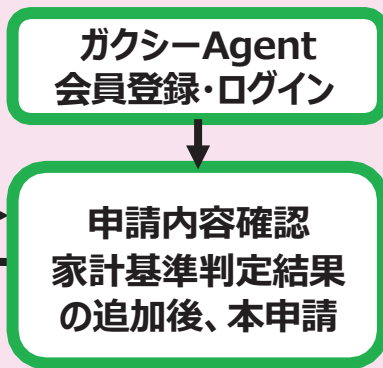 ガクシーAgent
会員登録・ログイン
申請内容確認
家計基準判定結果
の追加後、本申請